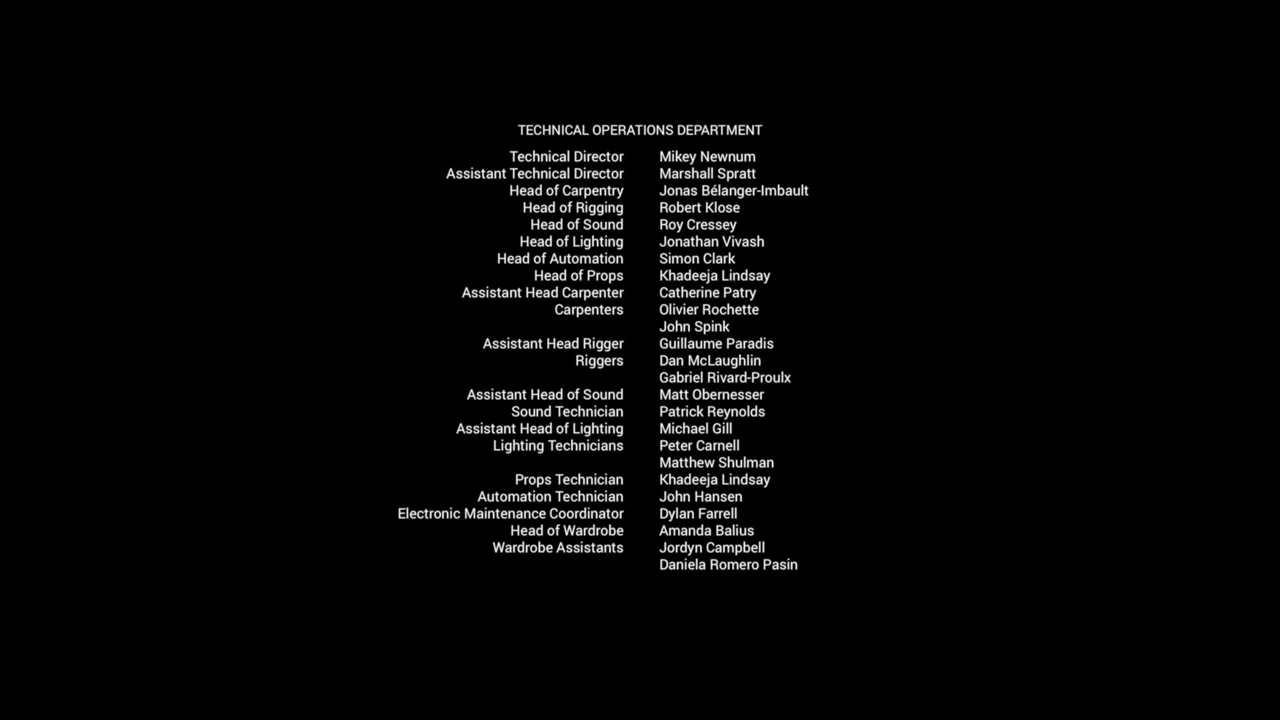 TECHNICAL OPERATIONS DEPARTMENT
Technical Director Mikey Newnum
Assistant Technical Director Marshall Spratt
Head of Carpentry Jonas Bélanger-Imbault
Head of Rigging Robert Klose
Head of Sound Roy Cressey
Head of Lighting Jonathan Vivash
Head of Automation Simon Clark
Head of Props Khadeeja Lindsay
Assistant Head Carpenter Catherine Patry
Carpenters Olivier Rochette
John Spink
Assistant Head Rigger Guillaume Paradis
Riggers Dan McLaughlin
Gabriel Rivard-Proulx
Assistant Head of Sound Matt Obernesser
Sound Technician Patrick Reynolds
Assistant Head of Lighting Michael Gill
Lighting Technicians Peter Carnell
Matthew Shulman
Props Technician Khadeeja Lindsay
Automation Technician John Hansen
Electronic Maintenance Coordinator Dylan Farrell
Head of Wardrobe Amanda Balius
Wardrobe Assistants Jordyn Campbell
Daniela Romero Pasin